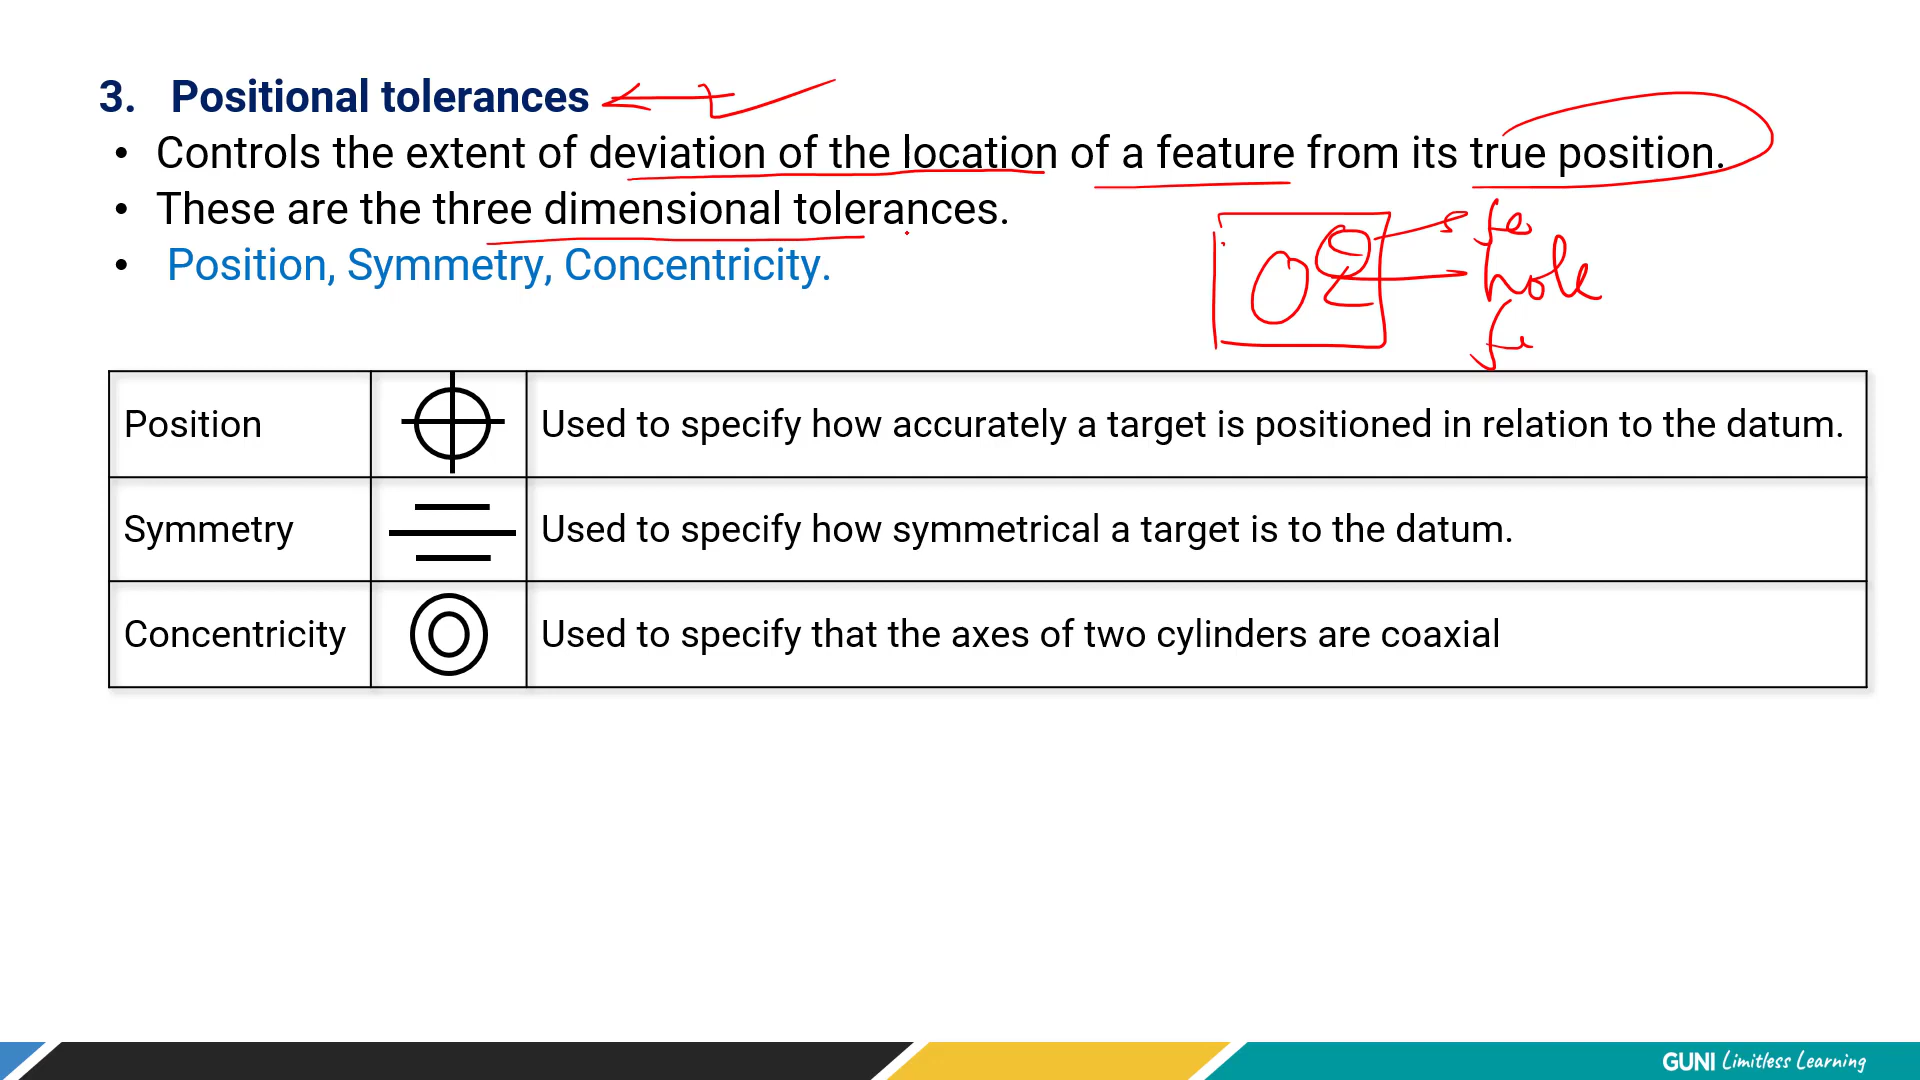 3. Positional tolerances
• Controls the extent of deviation of the location of a feature from its true position.
• These are the three dimensional tolerances.
• Position, Symmetry, Concentricity.
hole
Position Used to specify how accurately a target is positioned in relation to the datum.
Symmetry Used to specify how symmetrical a target is to the datum.
Concentricity Used to specify that the axes of two cylinders are coaxial
GUNI Limitless Learning